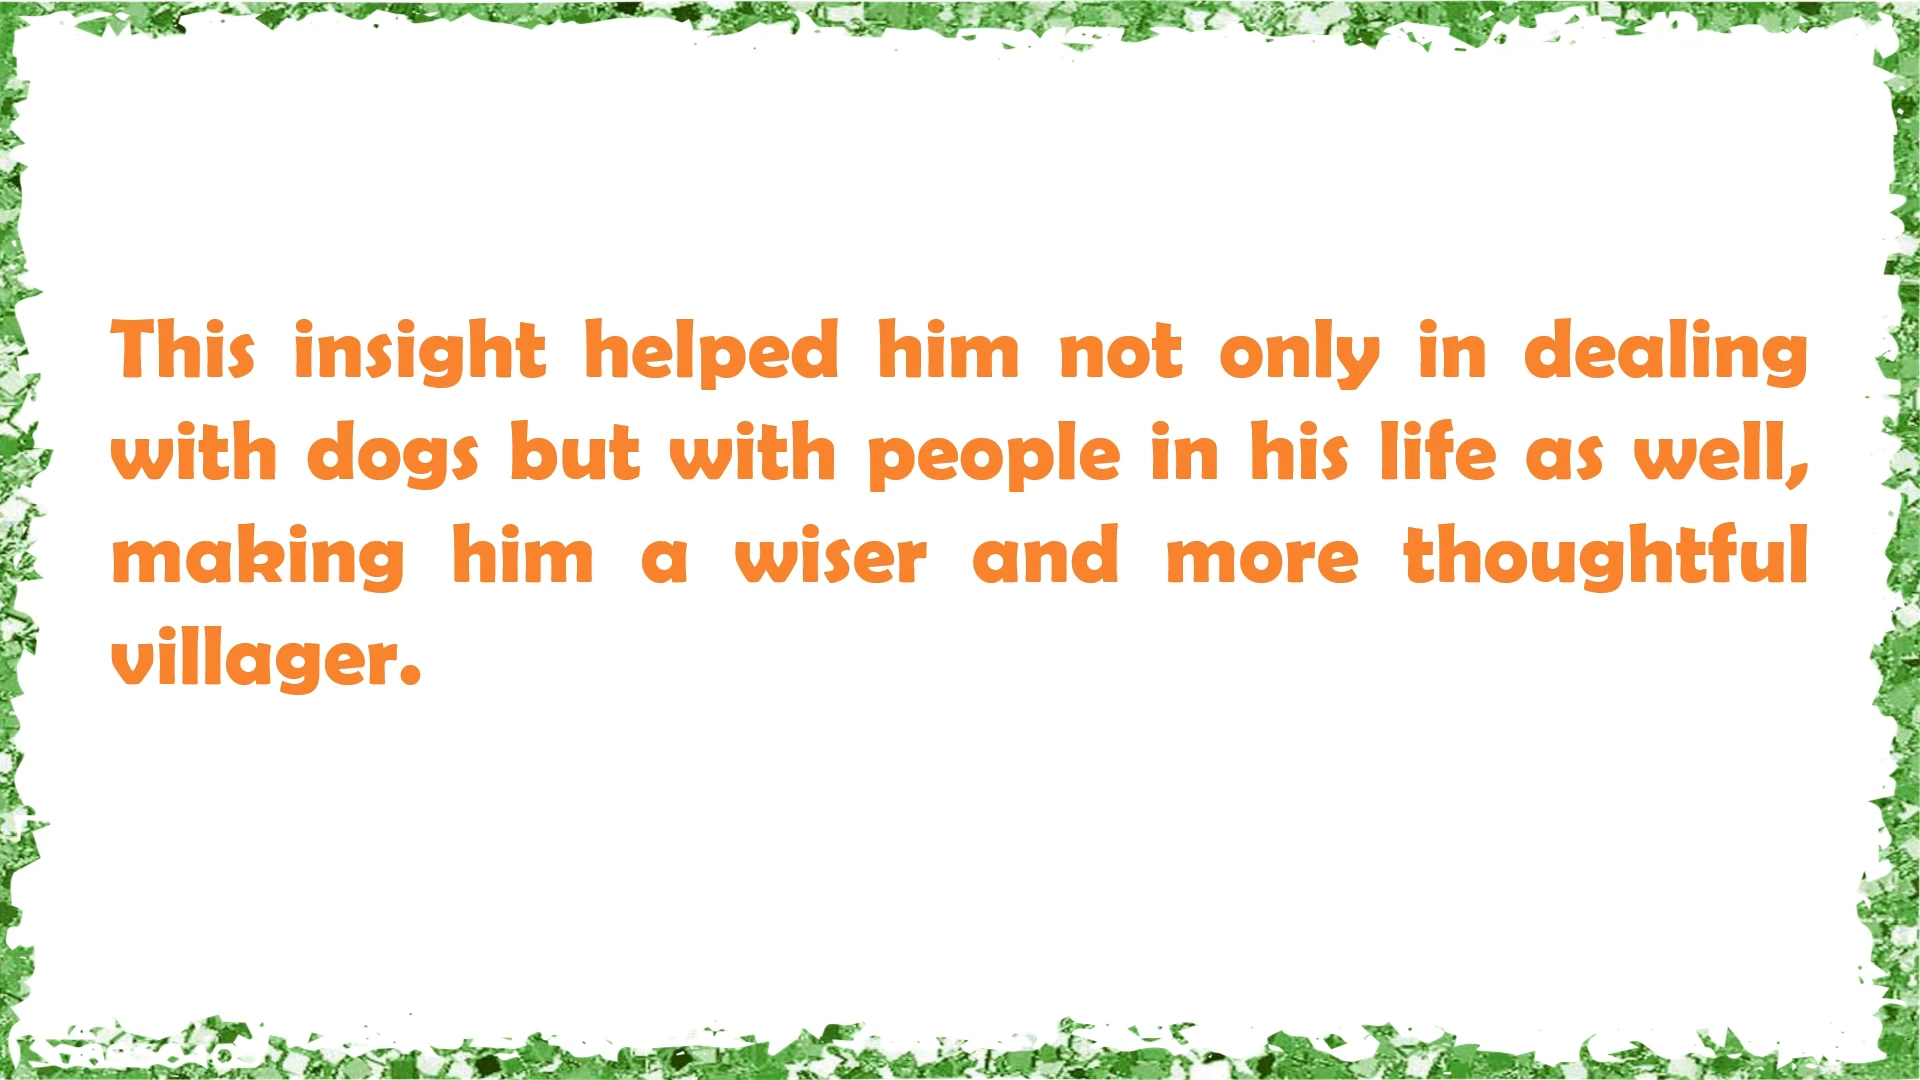 This insight helped him not only in dealing
with dogs but with people in his life as well,
making him a wiser and more thoughtful
villager.